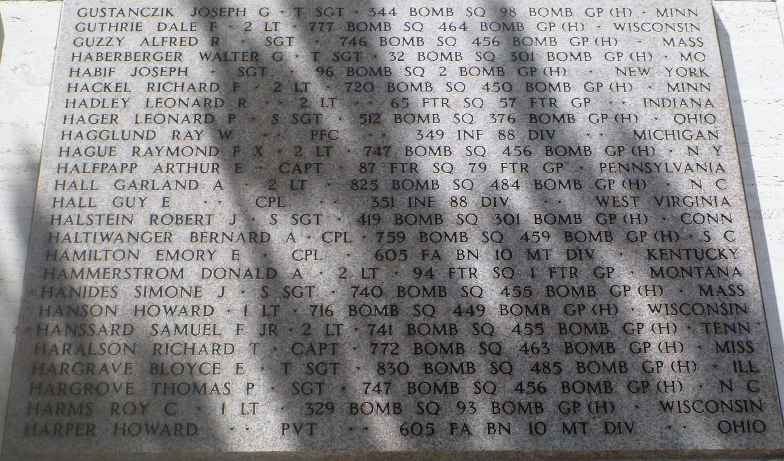 GUSTANCZIK JOSEPH G · T SGT · 344 BOMB SQ 98 BOMB GP (H) · MINN
GUTHRIE DALE F · 2 LT · 777 BOMB SQ 464 BOMB GP (H) · WISCONSIN
GUZZY ALFRED R · SGT · 746 BOMB SQ 456 BOMB GP (H) · MASS
HABERBERGER WALTER G · T SGT · 32 BOMB SQ 301 BOMB GP (H) · MO
HABIF JOSEPH · SGT · 96 BOMB SQ 2 BOMB GP (H) · NEW YORK
HACKEL RICHARD F · 2 LT · 720 BOMB SQ 450 BOMB GP (H) · MINN
HADLEY LEONARD R · · 2 LT · · 65 FTR SQ 57 FTR GP · · INDIANA
HAGER LEONARD P · S SGT · 512 BOMB SQ 376 BOMB GP (H) · OHIO
HAGGLUND RAY W · · PFC · · 349 INF 88 DIV · · MICHIGAN
HAGUE RAYMOND F X · 2 LT · 747 BOMB SQ 456 BOMB GP (H) · N Y
HALFPAPP ARTHUR E · CAPT · 87 FTR SQ 79 FTR GP · PENNSYLVANIA
HALL GARLAND A · 2 LT · 825 BOMB SQ 484 BOMB GP (H) · N C
HALL GUY E · · CPL · · 351 INF 88 DIV · · WEST VIRGINIA
HALSTEIN ROBERT J · S SGT · 419 BOMB SQ 301 BOMB GP (H) · CONN
HALTIWANGER BERNARD A · CPL · 759 BOMB SQ 459 BOMB GP (H) · S C
HAMILTON EMORY E · CPL · 605 FA BN 10 MT DIV · KENTUCKY
HAMMERSTROM DONALD A · 2 LT · 94 FTR SQ 1 FTR GP · MONTANA
HANIDES SIMONE J · S SGT · 740 BOMB SQ 455 BOMB GP (H) · MASS
HANSON HOWARD · 1 LT · 716 BOMB SQ 449 BOMB GP (H) · WISCONSIN
HANSSARD SAMUEL F JR · 2 LT · 741 BOMB SQ 455 BOMB GP (H) · TENN
HARALSON RICHARD T · CAPT · 772 BOMB SQ 463 BOMB GP (H) · MISS
HARGRAVE BLOYCE E · T SGT · 830 BOMB SQ 485 BOMB GP (H) · ILL
HARGROVE THOMAS P · SGT · 747 BOMB SQ 456 BOMB GP (H) · N C
HARMS ROY C · 1 LT · 329 BOMB SQ 93 BOMB GP (H) · WISCONSIN
HARPER HOWARD · · PVT · · 605 FA BN 10 MT DIV · · OHIO